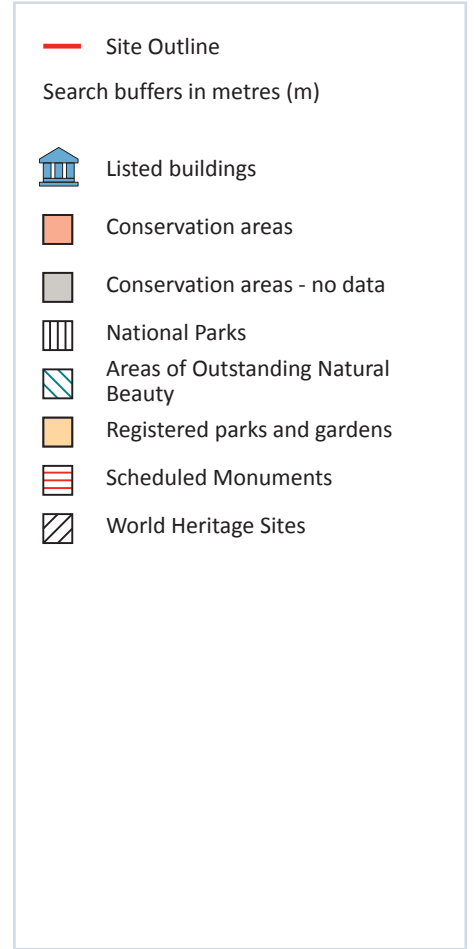 Site Outline
Search buffers in metres (m)
Listed buildings
Conservation areas
Conservation areas - no data
National Parks
Areas of Outstanding Natural
Beauty
Registered parks and gardens
Scheduled Monuments
World Heritage Sites